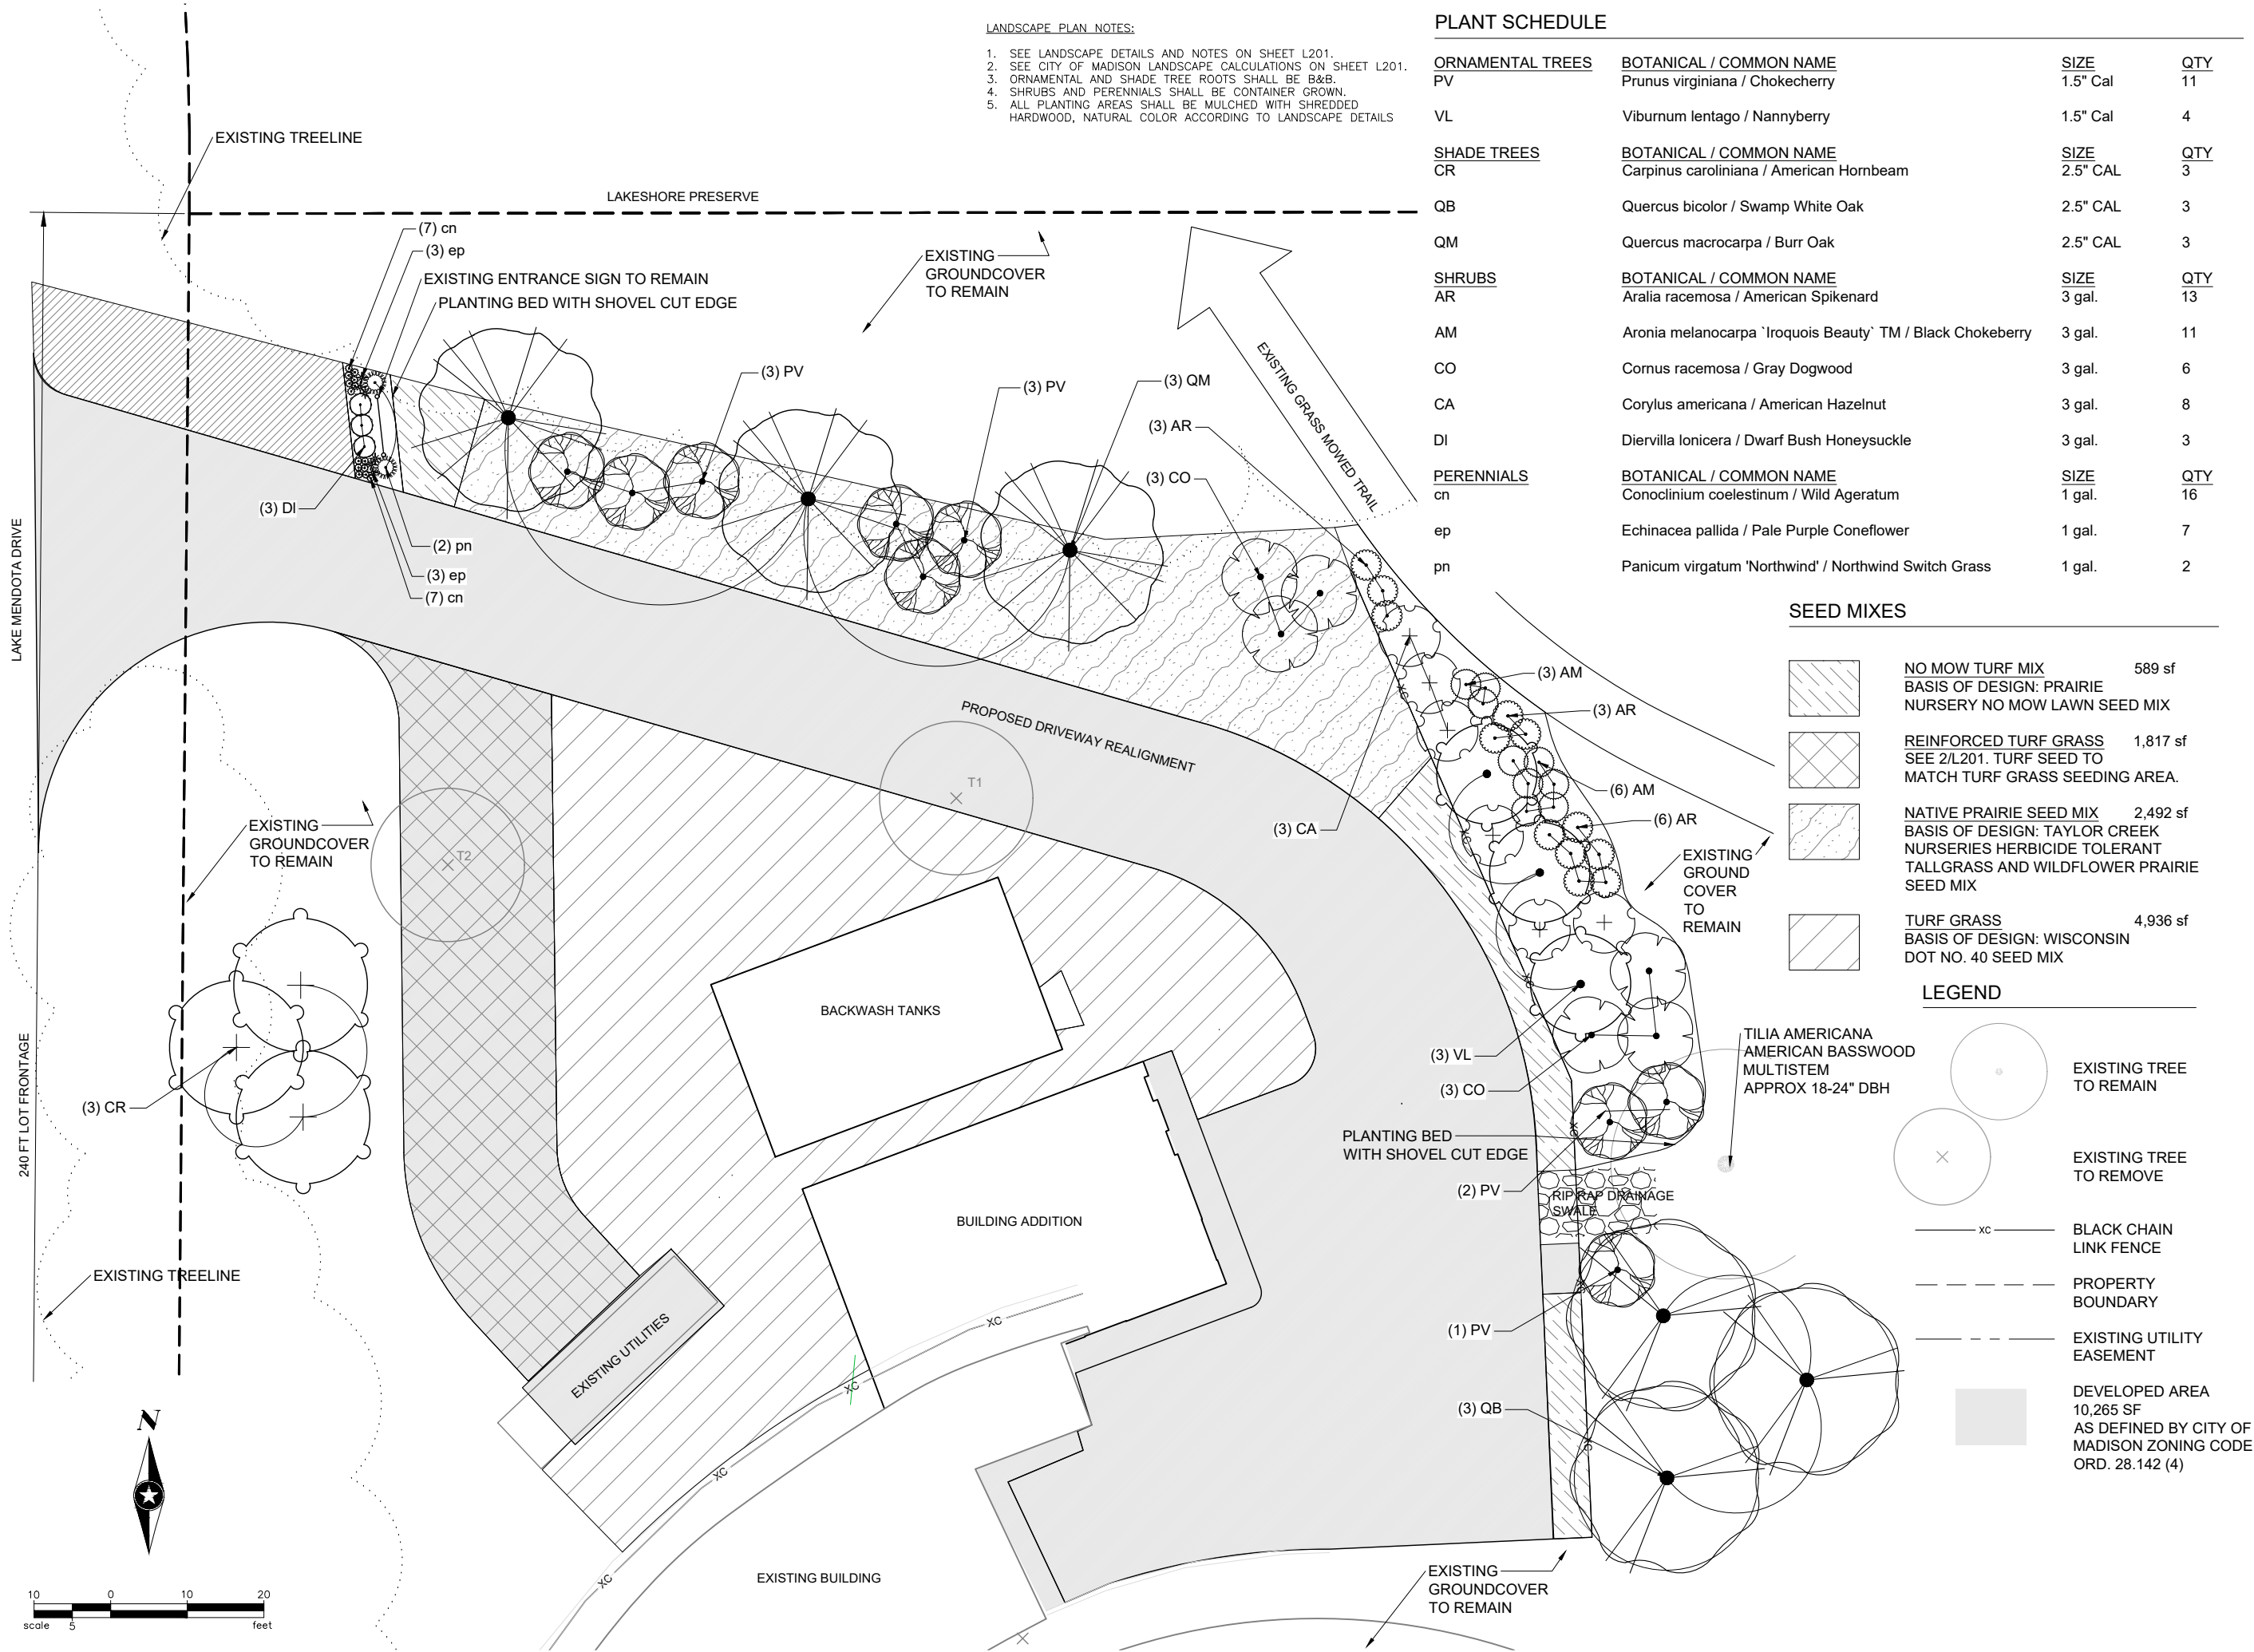 LANDSCAPE PLAN NOTES:
1. SEE LANDSCAPE DETAILS AND NOTES ON SHEET L201.
2. SEE CITY OF MADISON LANDSCAPE CALCULATIONS ON SHEET L201.
3. ORNAMENTAL AND SHADE TREE ROOTS SHALL BE B&B.
4. SHRUBS AND PERENNIALS SHALL BE CONTAINER GROWN.
5. ALL PLANTING AREAS SHALL BE MULCHED WITH SHREDDED
HARDWOOD, NATURAL COLOR ACCORDING TO LANDSCAPE DETAILS
PLANT SCHEDULE
ORNAMENTAL TREES BOTANICAL / COMMON NAME SIZE QTY
PV Prunus virginiana / Chokecherry 1.5" Cal 11
VL Viburnum lentago / Nannyberry 1.5" Cal 4
SHADE TREES BOTANICAL / COMMON NAME SIZE QTY
CR Carpinus caroliniana / American Hornbeam 2.5" CAL 3
QB Quercus bicolor / Swamp White Oak 2.5" CAL 3
QM Quercus macrocarpa / Burr Oak 2.5" CAL 3
SHRUBS BOTANICAL / COMMON NAME SIZE QTY
AR Aralia racemosa / American Spikenard 3 gal. 13
AM Aronia melanocarpa `Iroquois Beauty` TM / Black Chokeberry 3 gal. 11
CO Cornus racemosa / Gray Dogwood 3 gal. 6
CA Corylus americana / American Hazelnut 3 gal. 8
DI Diervilla lonicera / Dwarf Bush Honeysuckle 3 gal. 3
PERENNIALS BOTANICAL / COMMON NAME SIZE QTY
cn Conoclinium coelestinum / Wild Ageratum 1 gal. 16
ep Echinacea pallida / Pale Purple Coneflower 1 gal. 7
pn Panicum virgatum 'Northwind' / Northwind Switch Grass 1 gal. 2
SEED MIXES
NO MOW TURF MIX 589 sf
BASIS OF DESIGN: PRAIRIE
NURSERY NO MOW LAWN SEED MIX
REINFORCED TURF GRASS 1,817 sf
SEE 2/L201. TURF SEED TO
MATCH TURF GRASS SEEDING AREA.
NATIVE PRAIRIE SEED MIX 2,492 sf
BASIS OF DESIGN: TAYLOR CREEK
NURSERIES HERBICIDE TOLERANT
TALLGRASS AND WILDFLOWER PRAIRIE
SEED MIX
TURF GRASS 4,936 sf
BASIS OF DESIGN: WISCONSIN
DOT NO. 40 SEED MIX
LEGEND
EXISTING TREE
TO REMAIN
EXISTING TREE
TO REMOVE
XC
BLACK CHAIN
LINK FENCE
PROPERTY
BOUNDARY
EXISTING UTILITY
EASEMENT
DEVELOPED AREA
10,265 SF
AS DEFINED BY CITY OF
MADISON ZONING CODE
ORD. 28.142 (4)
EXISTING TREELINE
LAKESHORE PRESERVE
(7) cn
(3) ep
EXISTING ENTRANCE SIGN TO REMAIN
PLANTING BED WITH SHOVEL CUT EDGE
EXISTING
GROUNDCOVER
TO REMAIN
EXISTING GRASS MOWED TRAIL
(3) PV
(3) PV
(3) QM
(3) AR
(3) CO
(3) DI
(2) pn
(3) ep
(7) cn
LAKE MENDOTA DRIVE
240 FT LOT FRONTAGE
PROPOSED DRIVEWAY REALIGNMENT
T1
T2
(3) AM
(3) AR
(6) AM
(6) AR
(3) CA
EXISTING
GROUND
COVER
TO
REMAIN
EXISTING
GROUNDCOVER
TO REMAIN
BACKWASH TANKS
(3) VL
(3) CO
TILIA AMERICANA
AMERICAN BASSWOOD
MULTISTEM
APPROX 18-24" DBH
(3) CR
PLANTING BED
WITH SHOVEL CUT EDGE
(2) PV
RIP RAP DRAINAGE
SWALE
BUILDING ADDITION
EXISTING TREELINE
EXISTING UTILITIES
(1) PV
(3) QB
XC
XC
XC
XC
XC
XC
XC
XC
XC
EXISTING BUILDING
EXISTING
GROUNDCOVER
TO REMAIN
N
10 0 10 20
scale 5 feet